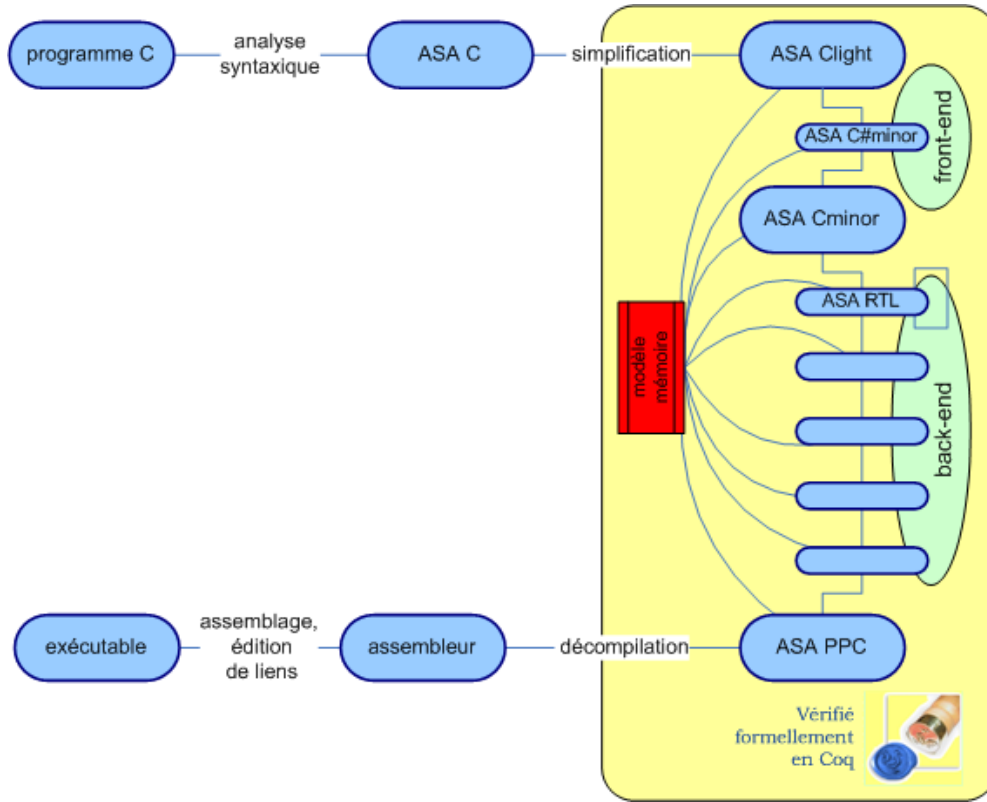 programme C
analyse
syntaxique
ASA C
simplification
ASA Clight
ASA C#minor
front-end
ASA Cminor
ASA RTL
modèle
mémoire
back-end
exécutable
assemblage,
édition
de liens
assembleur
décompilation
ASA PPC
Vérifié
formellement
en Coq